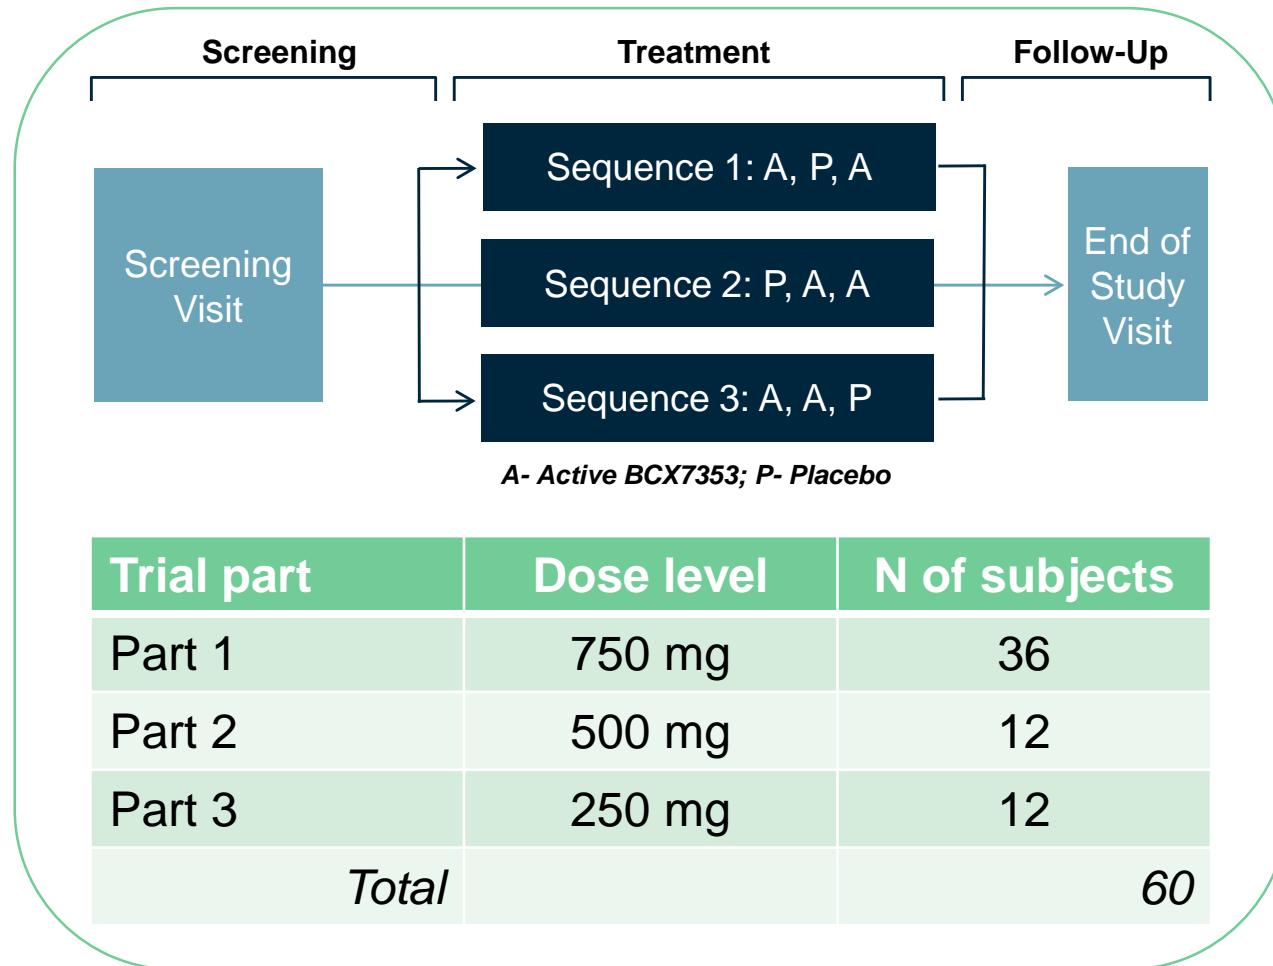 Screening Treatment Follow-Up
Screening
Visit
Sequence 1: A, P, A
Sequence 2: P, A, A
Sequence 3: A, A, P
End of
Study
Visit
A- Active BCX7353; P- Placebo
Trial part Dose level N of subjects
Part 1 750 mg 36
Part 2 500 mg 12
Part 3 250 mg 12
Total 60